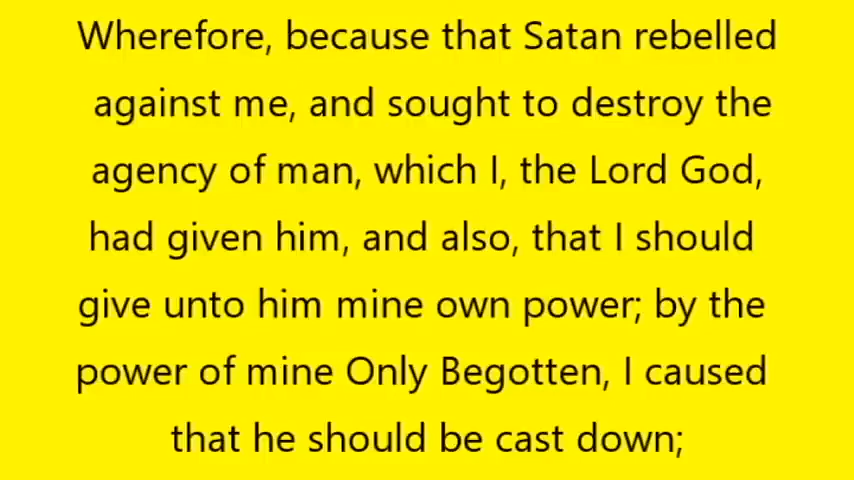 Wherefore, because that Satan rebelled
against me, and sought to destroy the
agency of man, which I, the Lord God,
had given him, and also, that I should
give unto him mine own power; by the
power of mine Only Begotten, I caused
that he should be cast down;